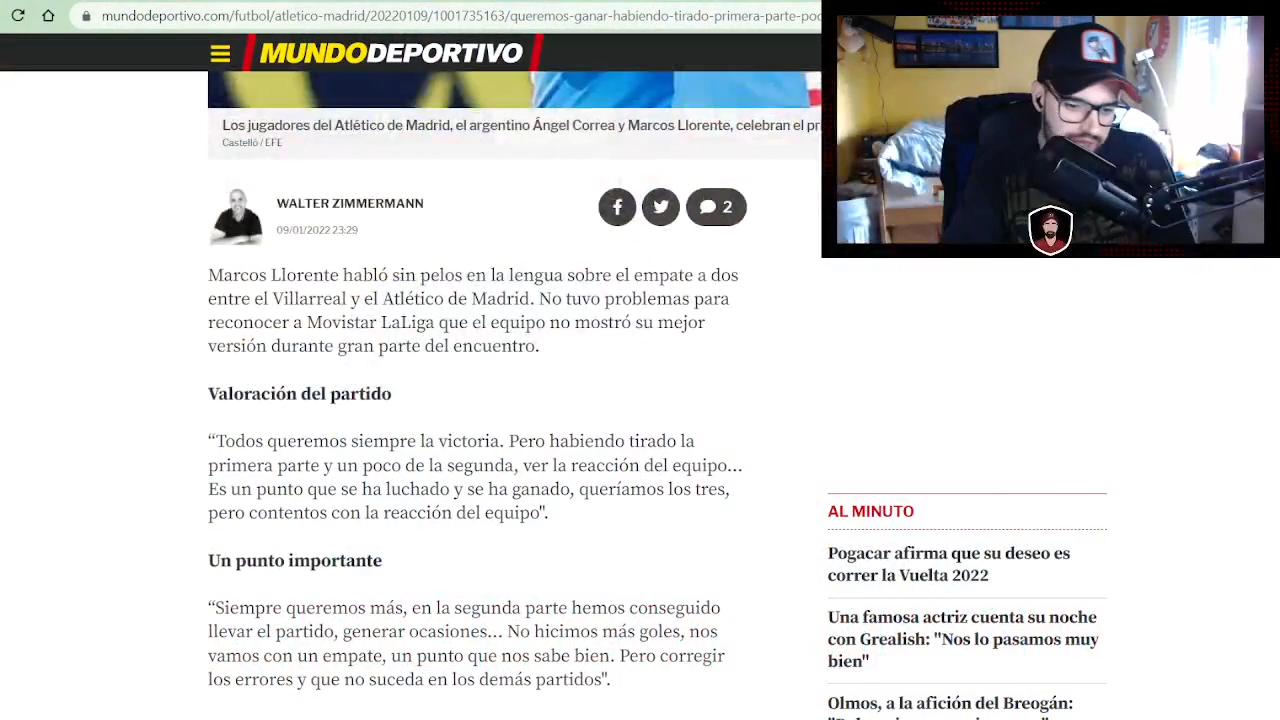 mundodeportivo.com/futbol/atletico-madrid/20220109/1001735163/queremos-ganar-habiendo-tirado-primera-parte-poc
MUNDODEPORTIVO
Los jugadores del Atlético de Madrid, el argentino Ángel Correa y Marcos Llorente, celebran el pri
Castelló / EFE
WALTER ZIMMERMANN
09/01/2022 23:29
2
Marcos Llorente habló sin pelos en la lengua sobre el empate a dos
entre el Villarreal y el Atlético de Madrid. No tuvo problemas para
reconocer a Movistar LaLiga que el equipo no mostró su mejor
versión durante gran parte del encuentro.
Valoración del partido
“Todos queremos siempre la victoria. Pero habiendo tirado la
primera parte y un poco de la segunda, ver la reacción del equipo...
Es un punto que se ha luchado y se ha ganado, queríamos los tres,
pero contentos con la reacción del equipo".
Un punto importante
“Siempre queremos más, en la segunda parte hemos conseguido
llevar el partido, generar ocasiones... No hicimos más goles, nos
vamos con un empate, un punto que nos sabe bien. Pero corregir
los errores y que no suceda en los demás partidos".
AL MINUTO
Pogacar afirma que su deseo es
correr la Vuelta 2022
Una famosa actriz cuenta su noche
con Grealish: "Nos lo pasamos muy
bien"
Olmos, a la afición del Breogán: